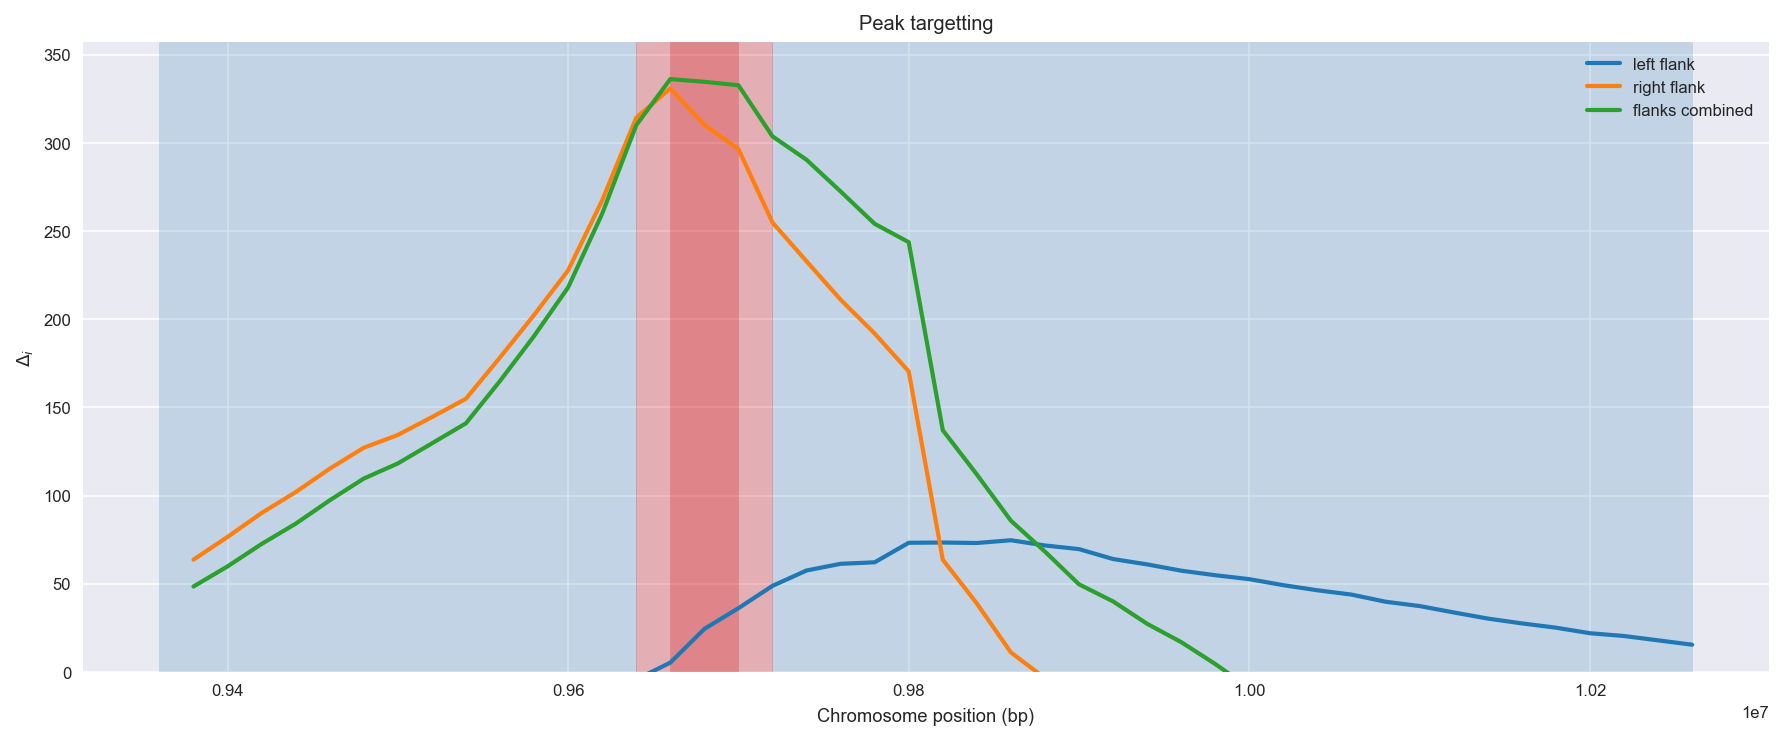 Peak targetting
350
300
250
200
150
100
50
0
Δi
left flank
right flank
flanks combined
0.94
0.96
0.98
1.00
1.02
1e7
Chromosome position (bp)